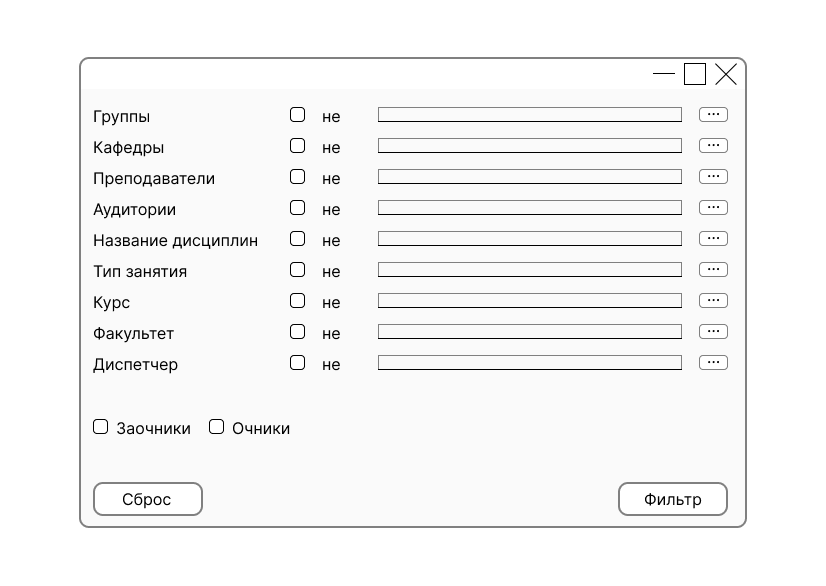 Группы не ...
Кафедры не ...
Преподаватели не ...
Аудитории не ...
Название дисциплин не ...
Тип занятия не ...
Курс не ...
Факультет не ...
Диспетчер не ...
Заочники Очники
Сброс Фильтр